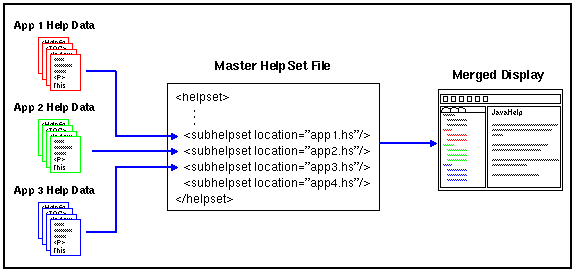 App 1 Help Data
<TOC>
<P>
This
App 2 Help Data
<TOC>
<P>
This
App 3 Help Data
<TOC>
<P>
This
Master HelpSet File
<helpset>
:
:
<subhelpset location="app1.hs"/>
<subhelpset location="app2.hs"/>
<subhelpset location="app3.hs"/>
<subhelpset location="app4.hs"/>
</helpset>
Merged Display
JavaHelp